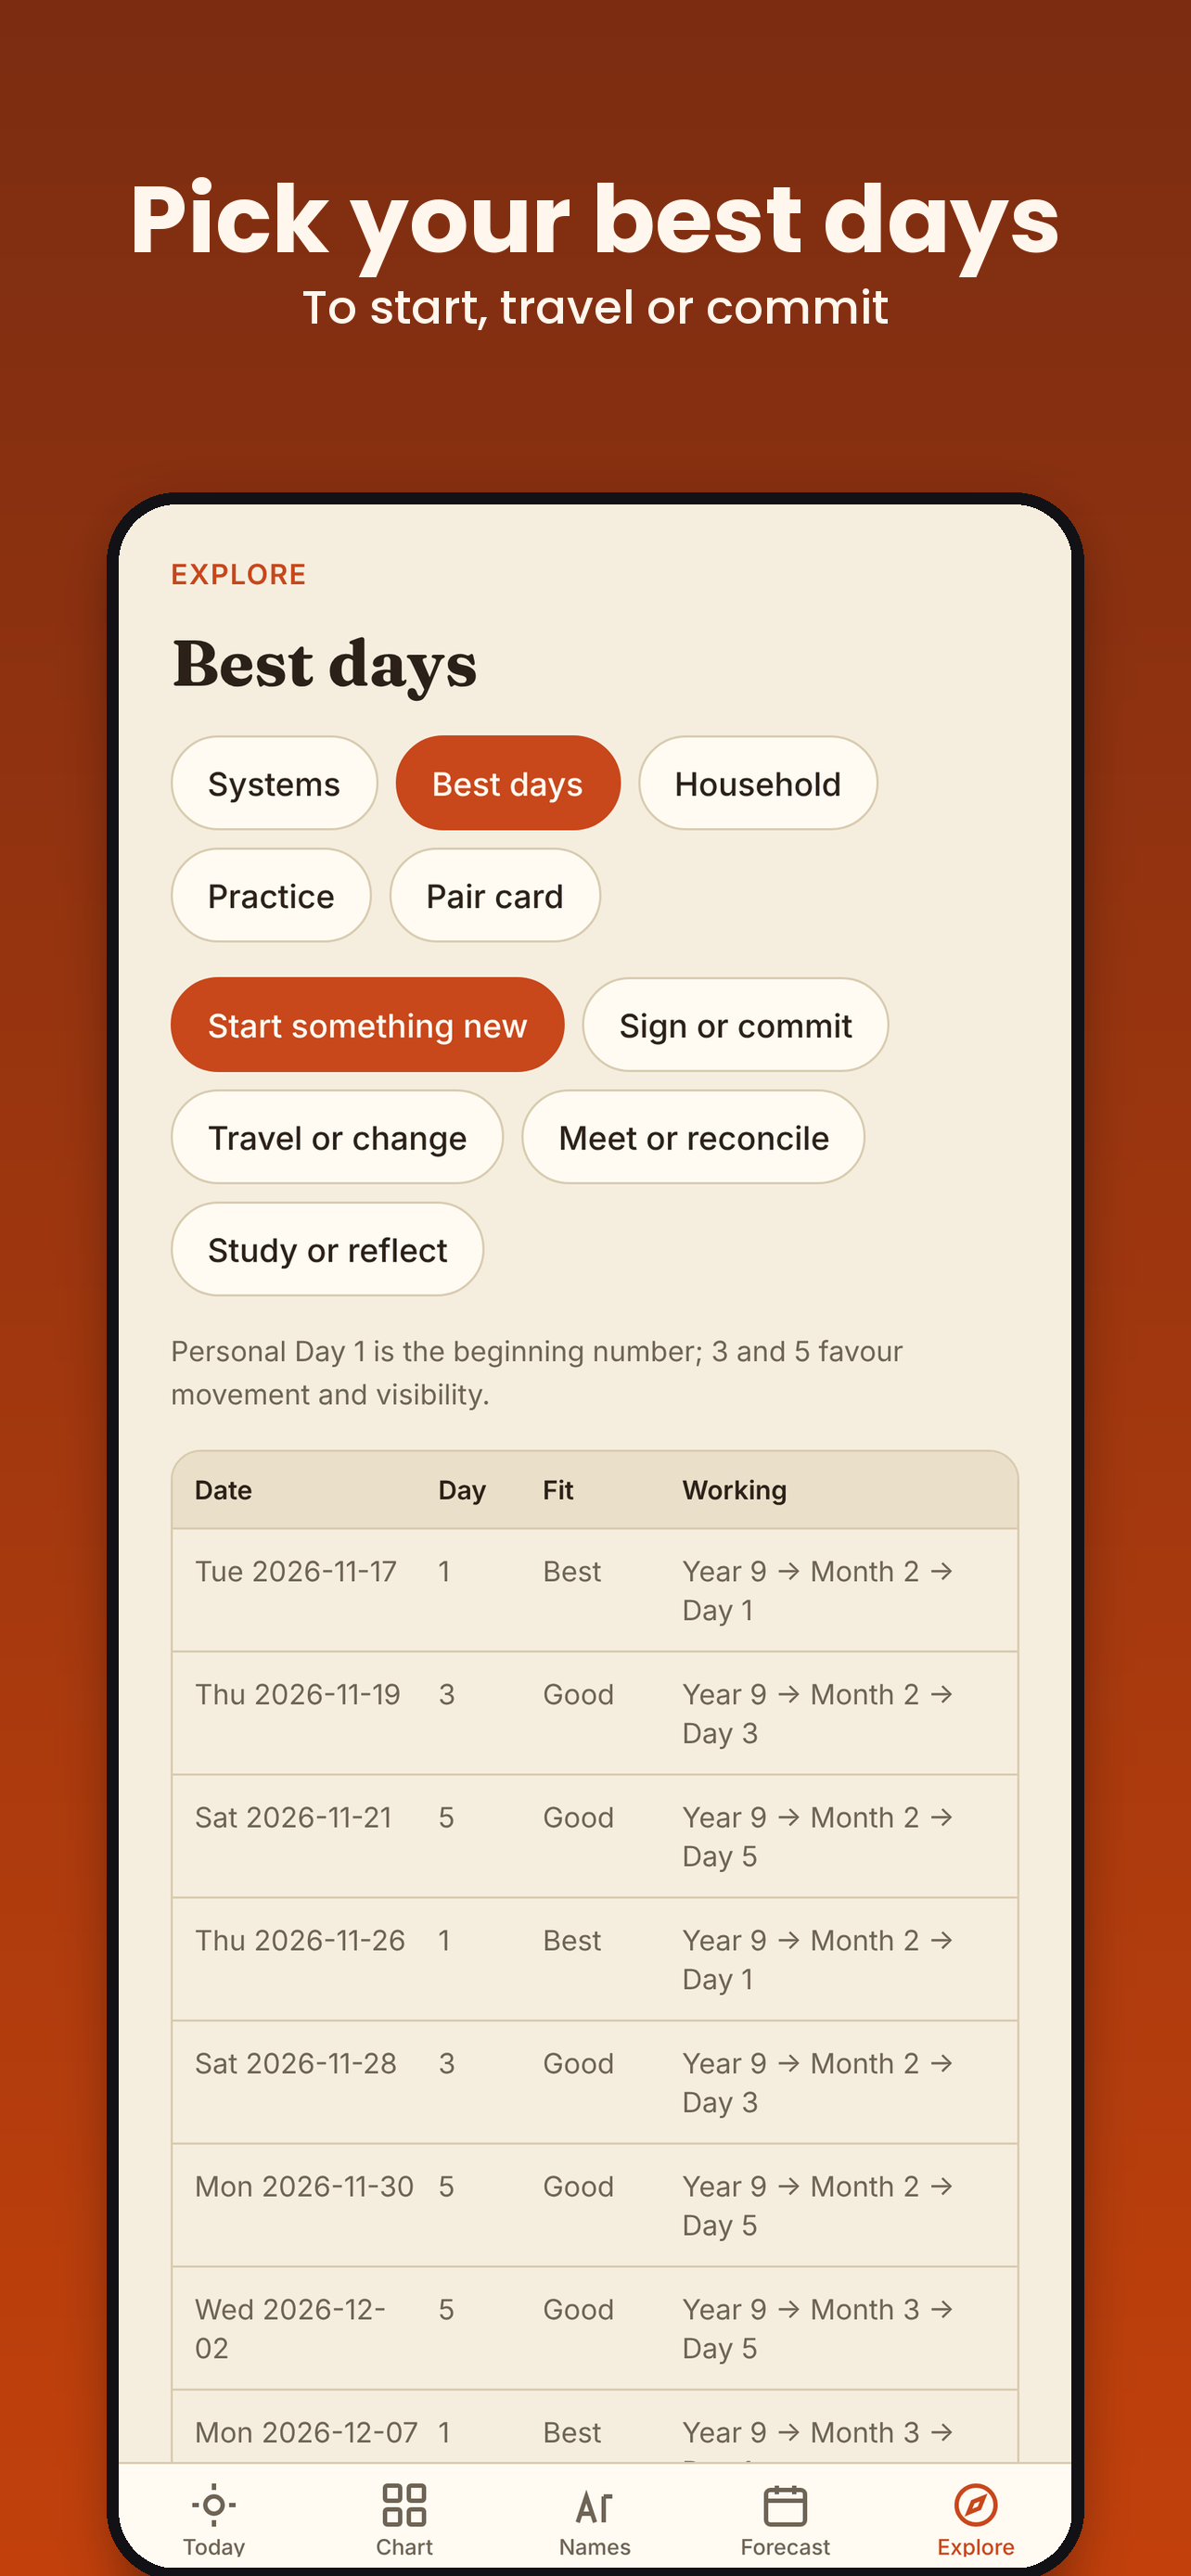 Pick your best days
To start, travel or commit
EXPLORE
Best days
Systems Best days Household
Practice Pair card
Start something new Sign or commit
Travel or change Meet or reconcile
Study or reflect
Personal Day 1 is the beginning number; 3 and 5 favour
movement and visibility.
Date Day Fit Working
Tue 2026-11-17 1 Best Year 9 → Month 2 →
Day 1
Thu 2026-11-19 3 Good Year 9 → Month 2 →
Day 3
Sat 2026-11-21 5 Good Year 9 → Month 2 →
Day 5
Thu 2026-11-26 1 Best Year 9 → Month 2 →
Day 1
Sat 2026-11-28 3 Good Year 9 → Month 2 →
Day 3
Mon 2026-11-30 5 Good Year 9 → Month 2 →
Day 5
Wed 2026-12- 5 Good Year 9 → Month 3 →
02 Day 5
Mon 2026-12-07 1 Best Year 9 → Month 3 →
Today Chart Names Forecast Explore